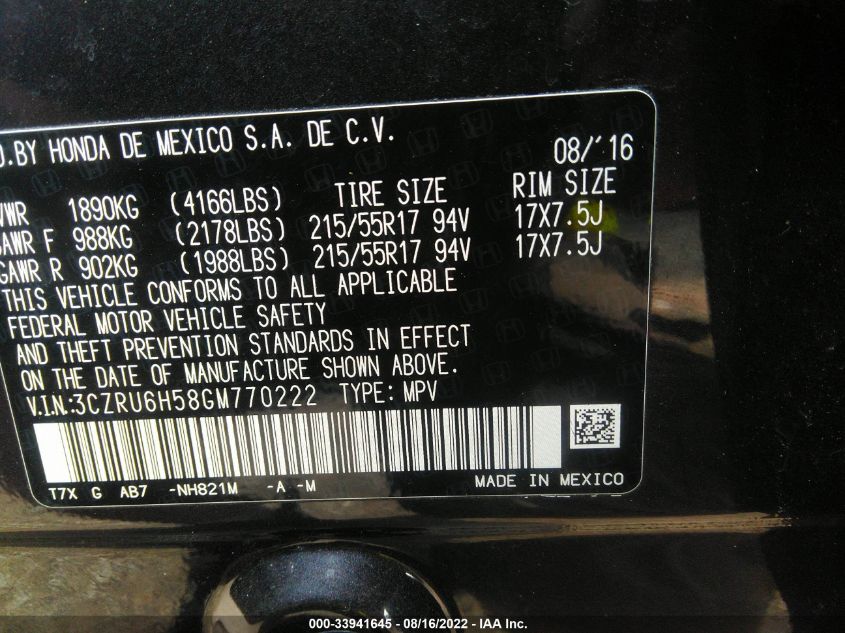 D.BY HONDA DE MEXICO S.A. DE C.V.
08/'16
VWR 1890KG (4166LBS) TIRE SIZE RIM SIZE
GAWR F 988KG (2178LBS) 215/55R17 94V 17X7.5J
GAWR R 902KG (1988LBS) 215/55R17 94V 17X7.5J
THIS VEHICLE CONFORMS TO ALL APPLICABLE
FEDERAL MOTOR VEHICLE SAFETY
AND THEFT PREVENTION STANDARDS IN EFFECT
ON THE DATE OF MANUFACTURE SHOWN ABOVE.
V.I.N:3CZRU6H58GM770222 TYPE: MPV
T7X G AB7 -NH821M -A -M MADE IN MEXICO
000-33941645 - 08/16/2022 - IAA Inc.